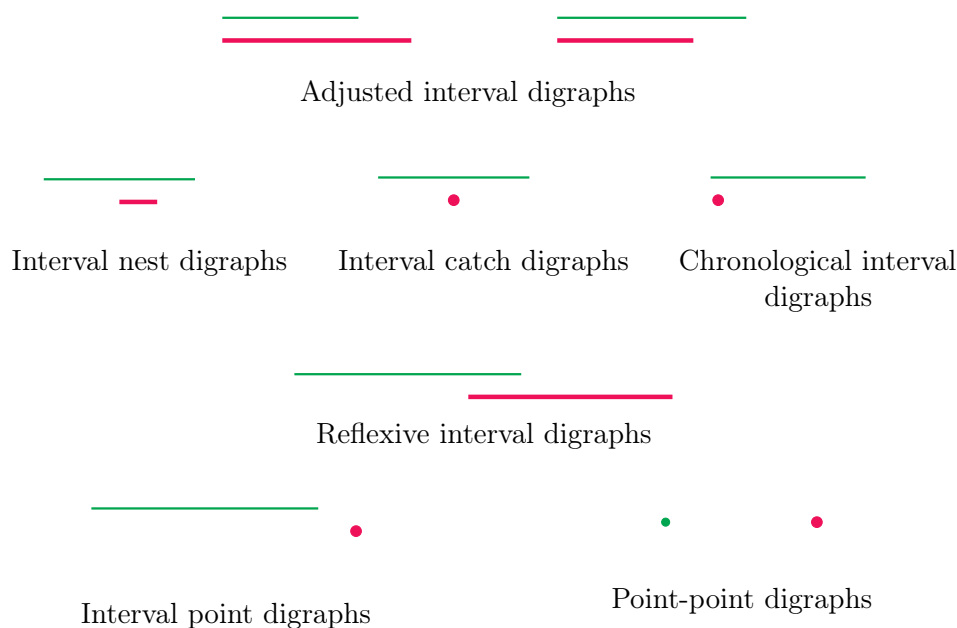 Adjusted interval digraphs
Interval nest digraphs
Interval catch digraphs
Chronological interval
digraphs
Reflexive interval digraphs
Interval point digraphs
Point-point digraphs